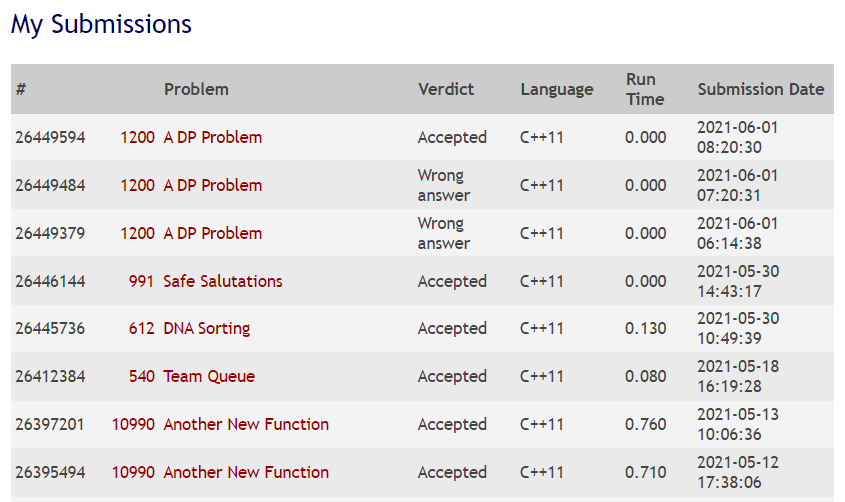 My Submissions
# Problem Verdict Language Run Time Submission Date
26449594 1200 A DP Problem Accepted C++11 0.000 2021-06-01 08:20:30
26449484 1200 A DP Problem Wrong answer C++11 0.000 2021-06-01 07:20:31
26449379 1200 A DP Problem Wrong answer C++11 0.000 2021-06-01 06:14:38
26446144 991 Safe Salutations Accepted C++11 0.000 2021-05-30 14:43:17
26445736 612 DNA Sorting Accepted C++11 0.130 2021-05-30 10:49:39
26412384 540 Team Queue Accepted C++11 0.080 2021-05-18 16:19:28
26397201 10990 Another New Function Accepted C++11 0.760 2021-05-13 10:06:36
26395494 10990 Another New Function Accepted C++11 0.710 2021-05-12 17:38:06